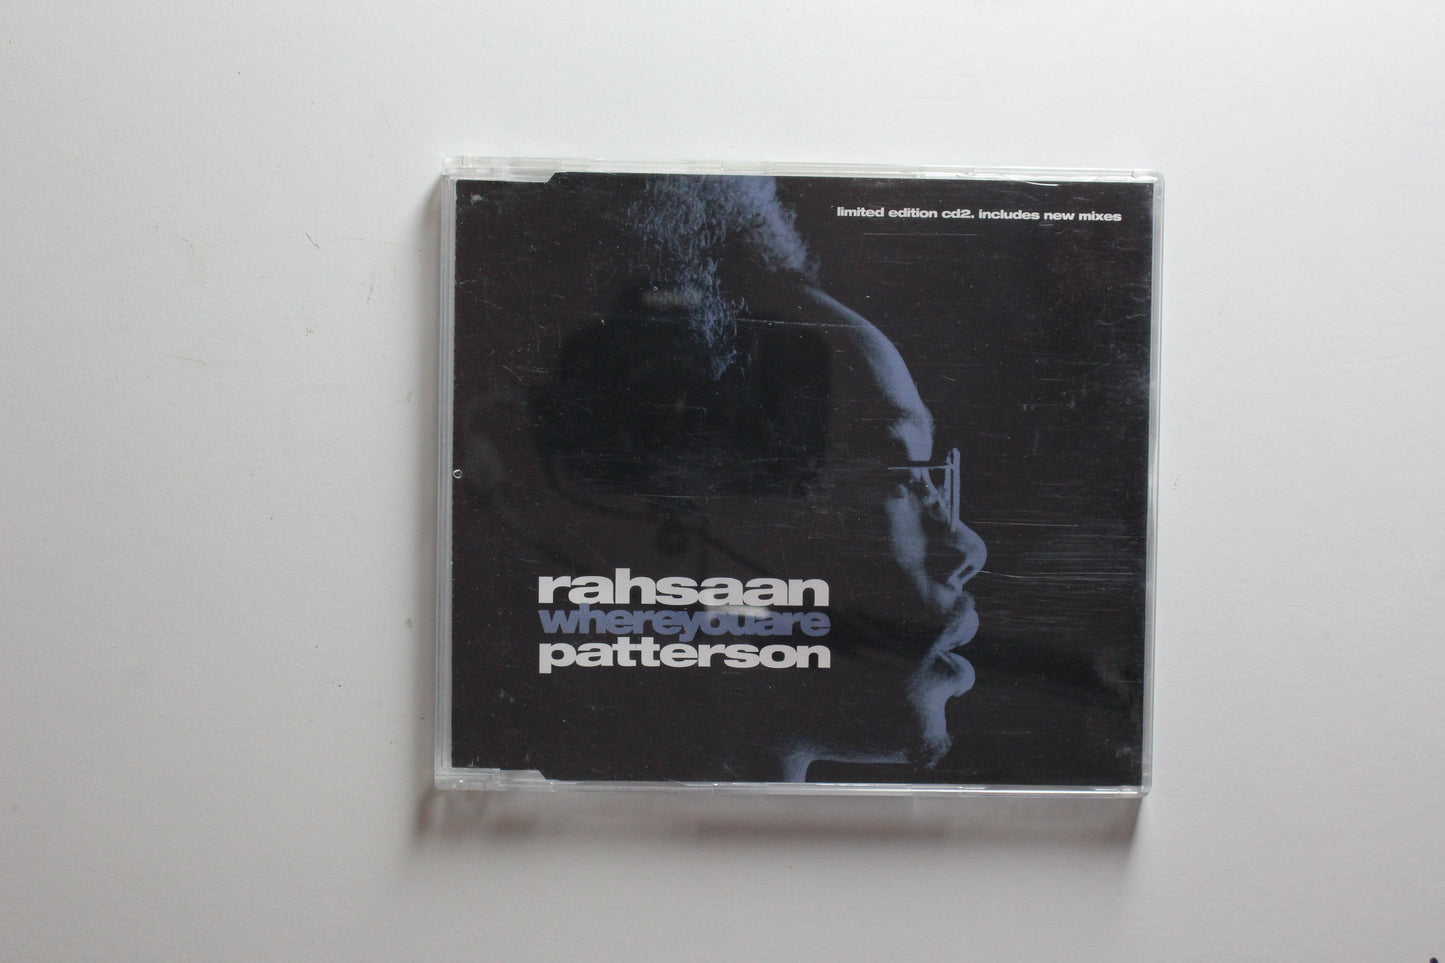 limited edition cd2. includes new mixes
rahsaan
whereyouare
patterson